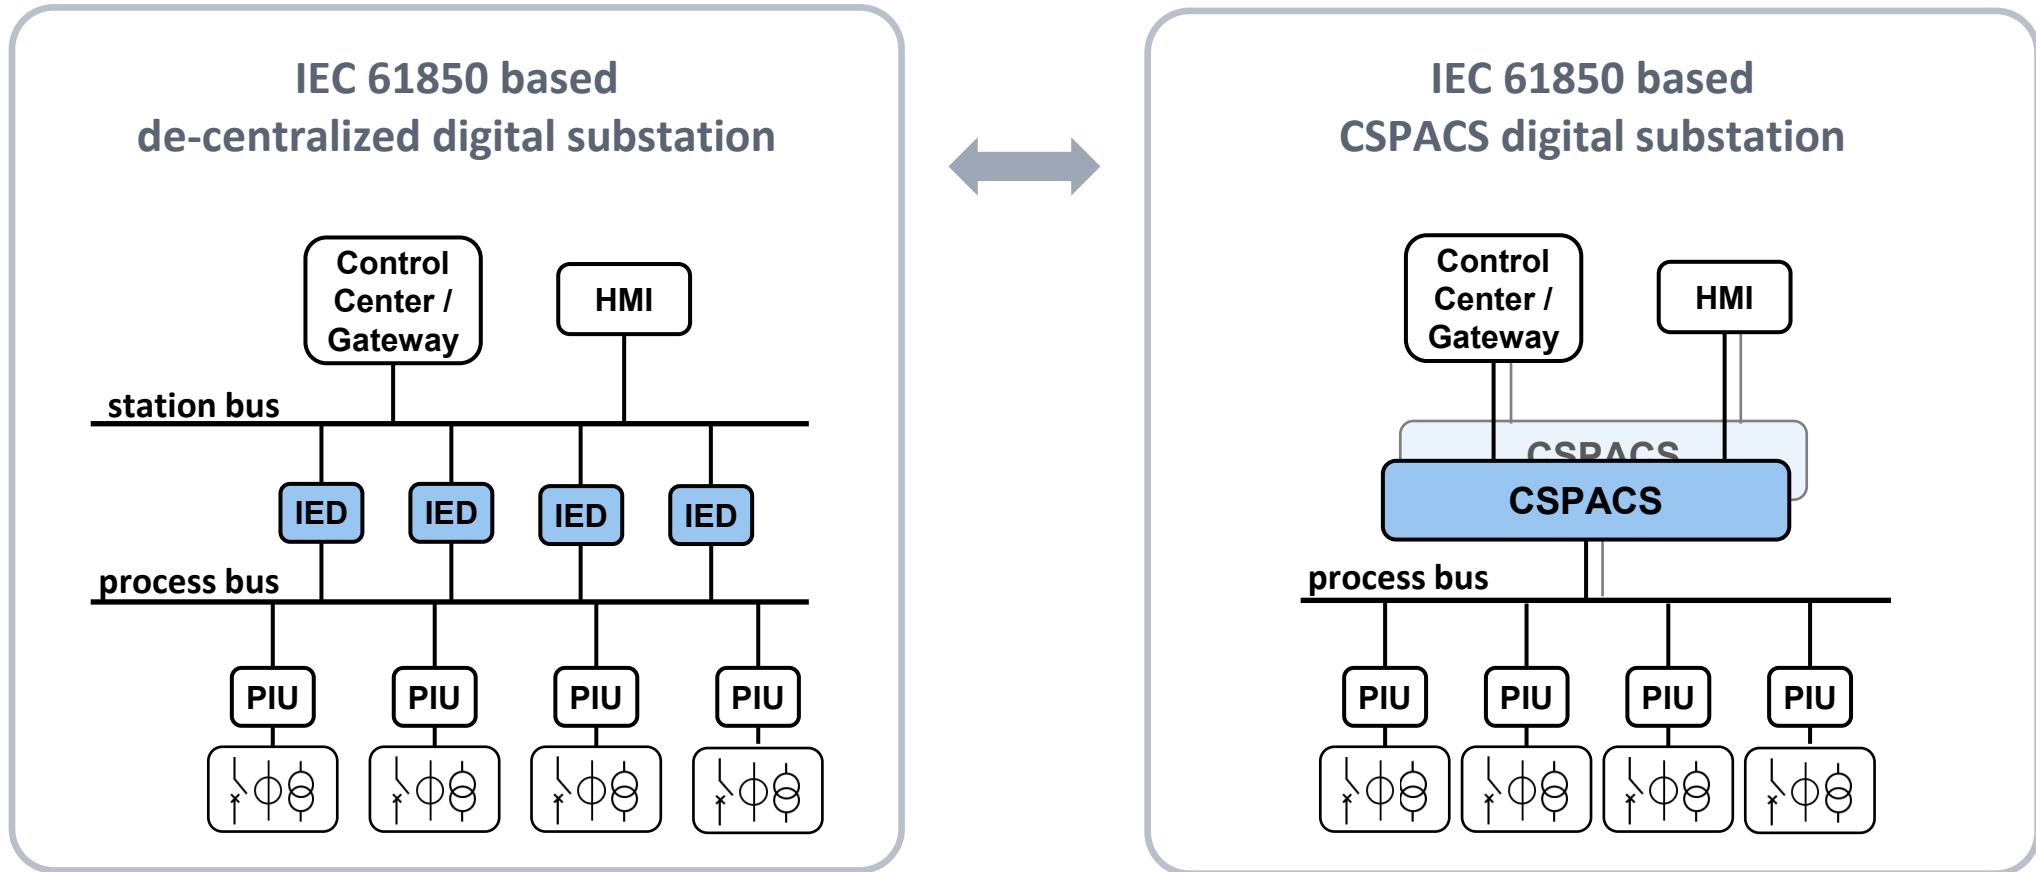 IEC 61850 based
de-centralized digital substation
Control
Center /
Gateway
HMI
station bus
IED
IED
IED
IED
process bus
PIU
PIU
PIU
PIU
IEC 61850 based
CSPACS digital substation
Control
Center /
Gateway
HMI
CSPACS
CSPACS
process bus
PIU
PIU
PIU
PIU